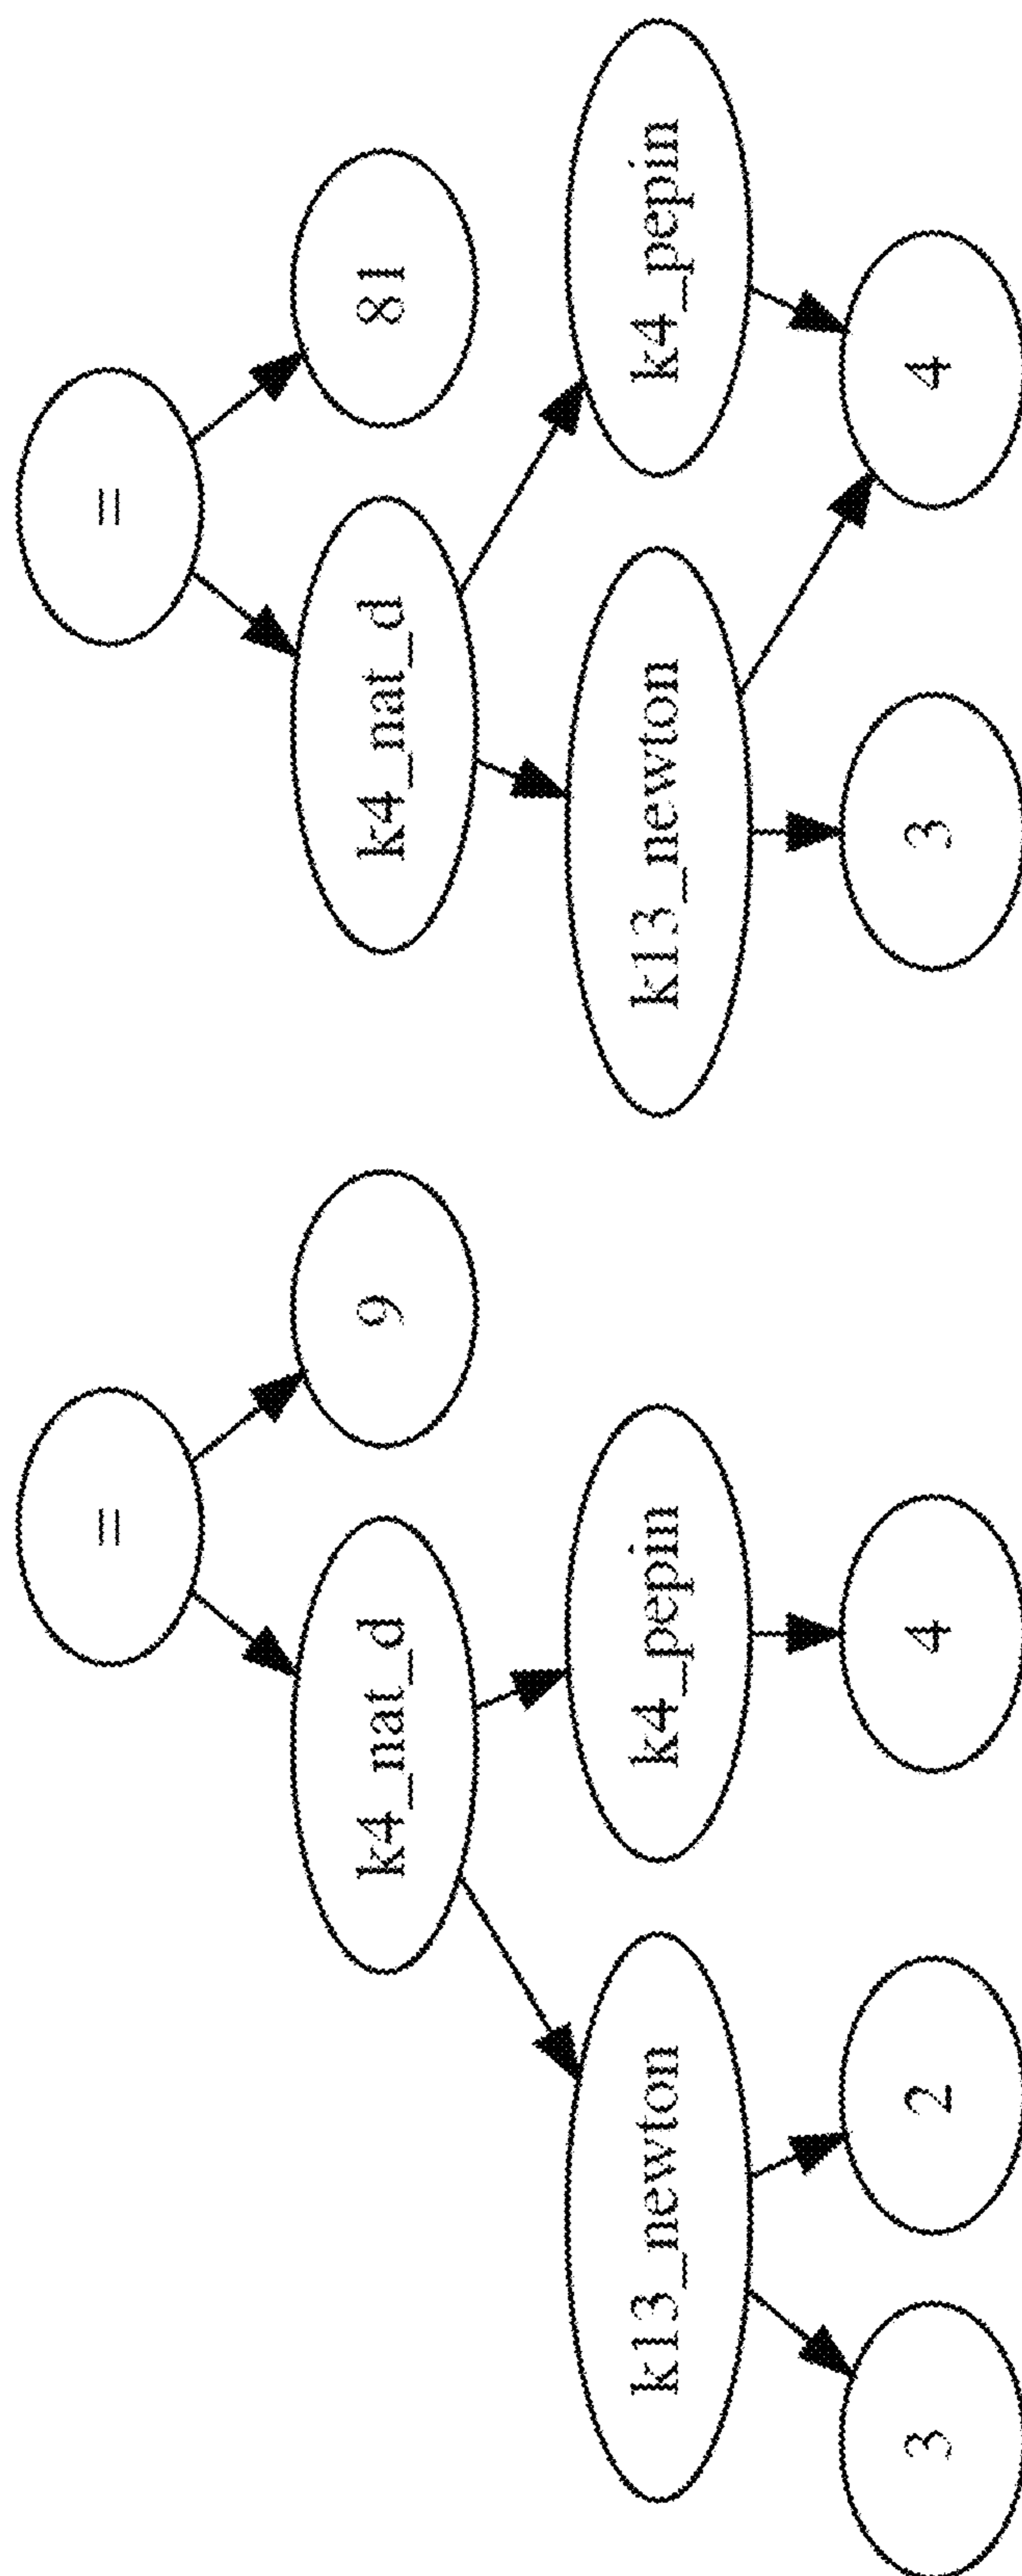 =
=
k4_nat_d
9
k4_nat_d
81
k13_newton
k4_pepin
k13_newton
k4_pepin
3
2
4
3
4